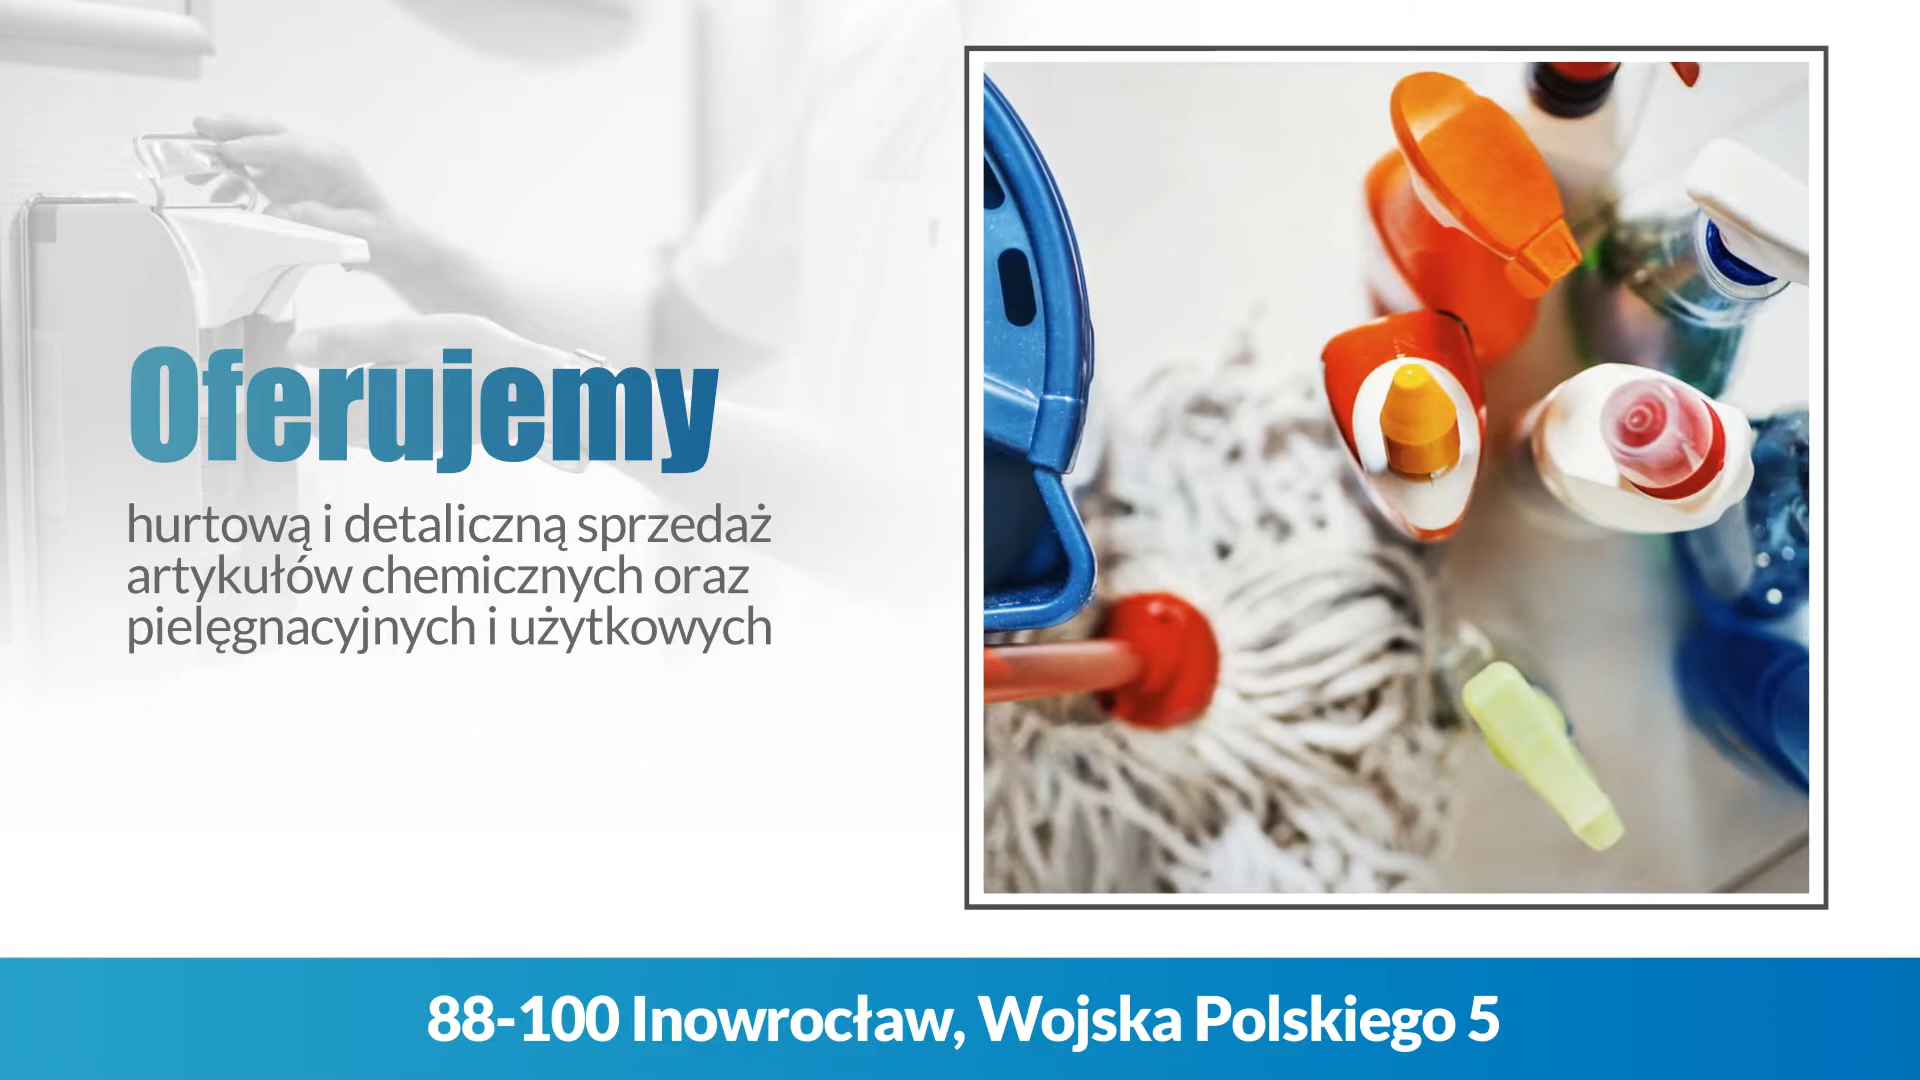 Oferujemy
hurtową i detaliczną sprzedaż
artykułów chemicznych oraz
pielęgnacyjnych i użytkowych
88-100 Inowrocław, Wojska Polskiego 5